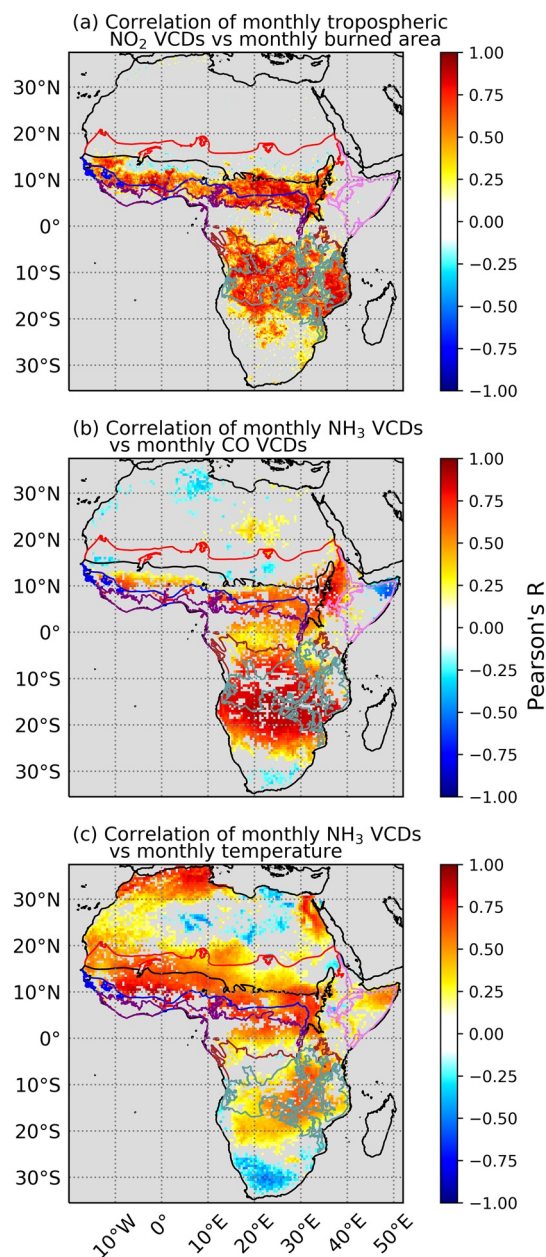 (a) Correlation of monthly tropospheric
NO₂ VCDs vs monthly burned area
30°N
20°N
10°N
0°
10°S
20°S
30°S
1.00
0.75
0.50
0.25
0.00
−0.25
−0.50
−0.75
−1.00
(b) Correlation of monthly NH₃ VCDs
vs monthly CO VCDs
30°N
20°N
10°N
0°
10°S
20°S
30°S
1.00
0.75
0.50
0.25
0.00
−0.25
−0.50
−0.75
−1.00
Pearson's R
(c) Correlation of monthly NH₃ VCDs
vs monthly temperature
30°N
20°N
10°N
0°
10°S
20°S
30°S
1.00
0.75
0.50
0.25
0.00
−0.25
−0.50
−0.75
−1.00
10°W
0°
10°E
20°E
30°E
40°E
50°E